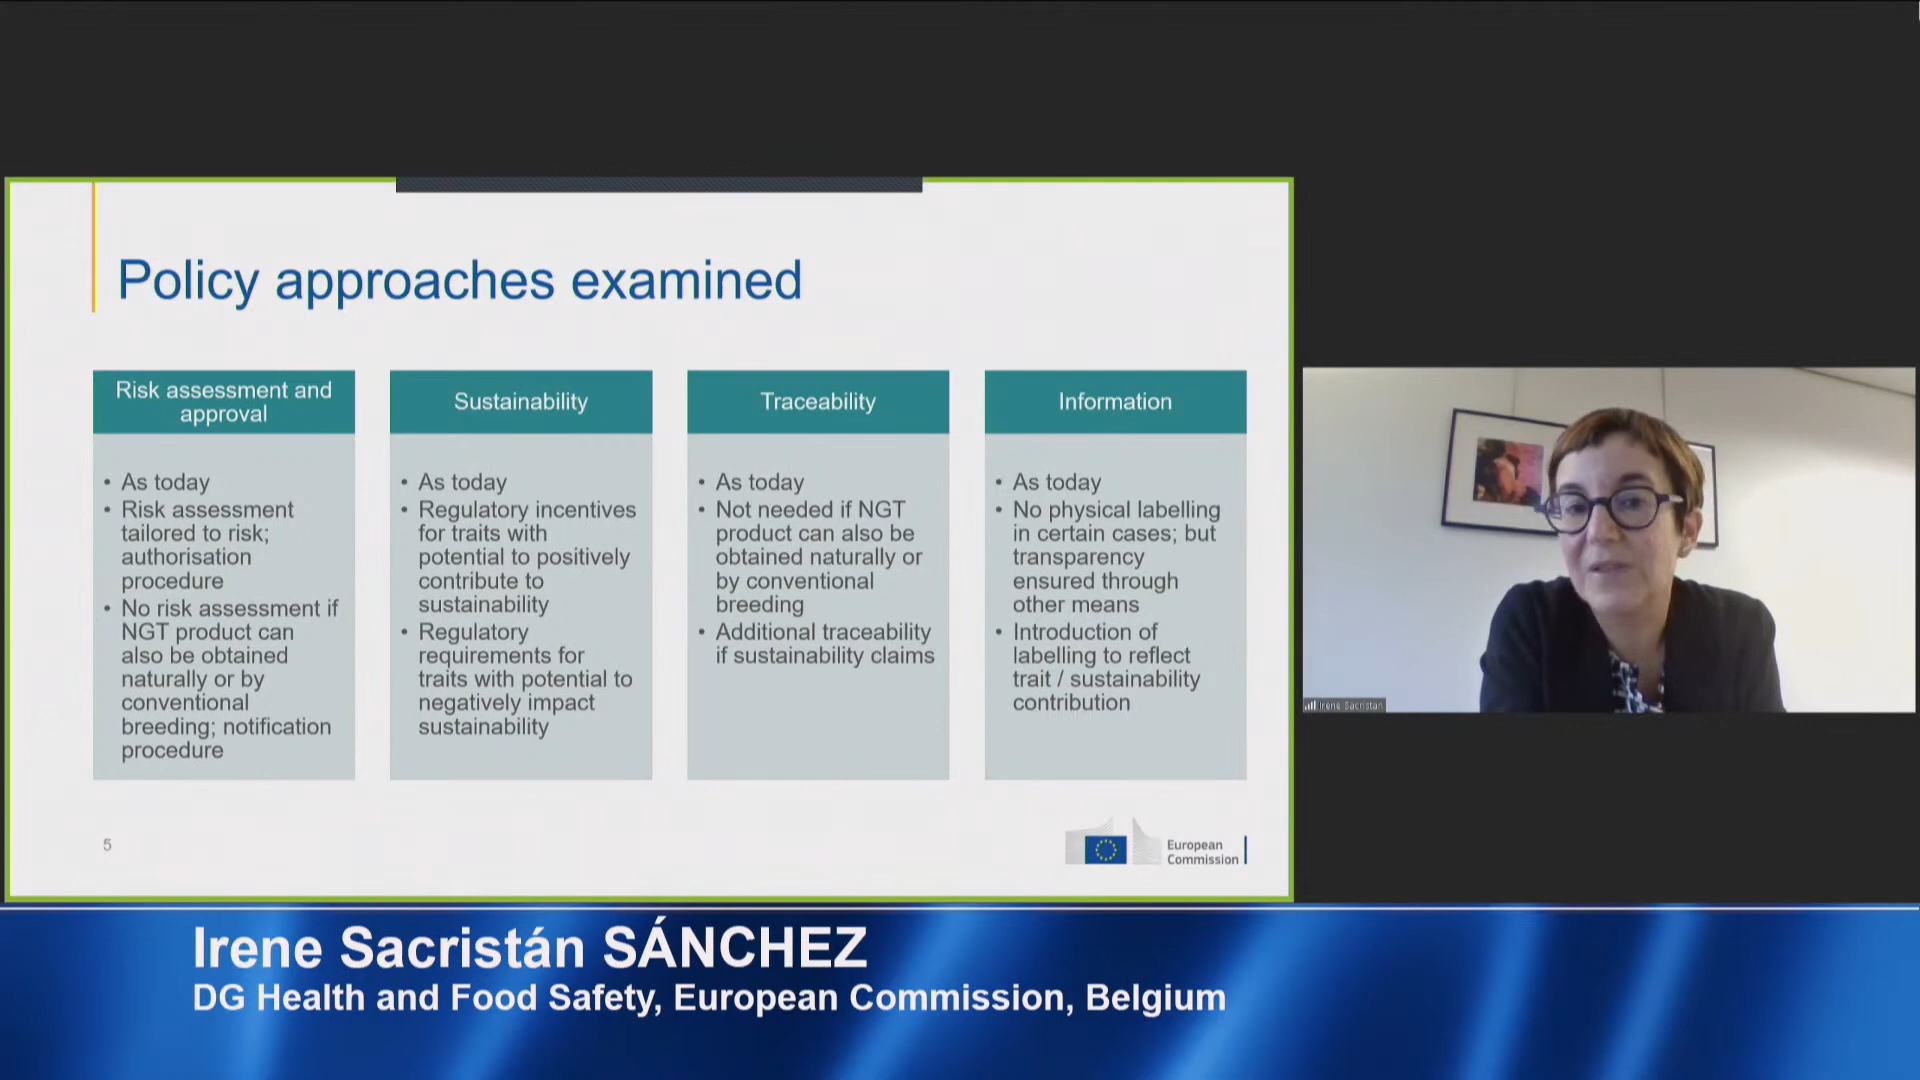 Policy approaches examined
Risk assessment and
approval
• As today
• Risk assessment
tailored to risk;
authorisation
procedure
• No risk assessment if
NGT product can
also be obtained
naturally or by
conventional
breeding; notification
procedure
Sustainability
• As today
• Regulatory incentives
for traits with
potential to positively
contribute to
sustainability
• Regulatory
requirements for
traits with potential to
negatively impact
sustainability
Traceability
• As today
• Not needed if NGT
product can also be
obtained naturally or
by conventional
breeding
• Additional traceability
if sustainability claims
Information
• As today
• No physical labelling
in certain cases; but
transparency
ensured through
other means
• Introduction of
labelling to reflect
trait / sustainability
contribution
5
European
Commission
Irene Sacristan
Irene Sacristán SÁNCHEZ
DG Health and Food Safety, European Commission, Belgium